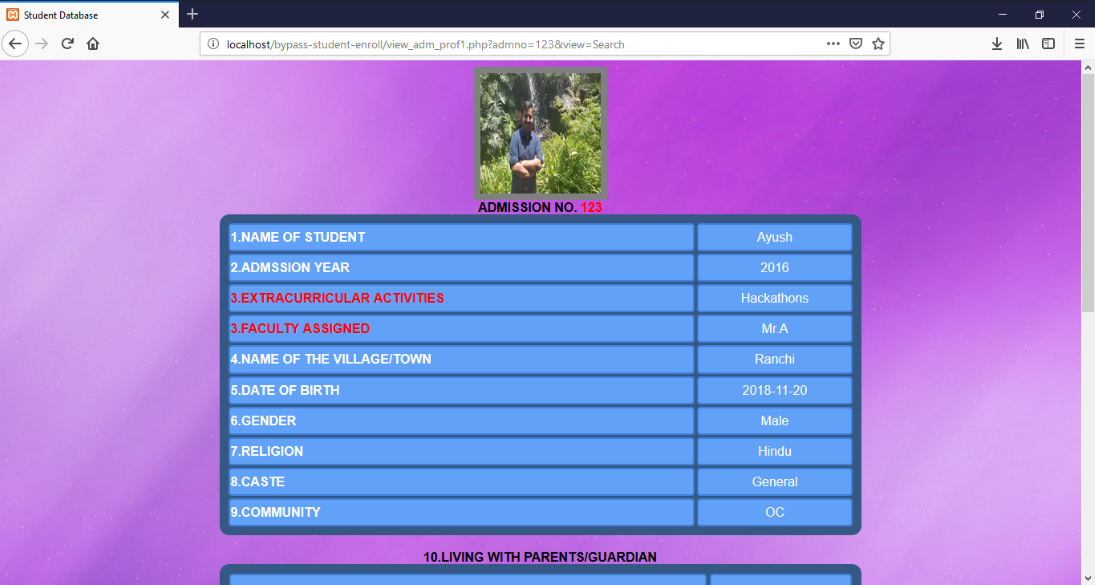 Student Database
localhost/bypass-student-enroll/view_adm_prof1.php?admno=123&view=Search
ADMISSION NO. 123
1.NAME OF STUDENT Ayush
2.ADMSSION YEAR 2016
3.EXTRACURRICULAR ACTIVITIES Hackathons
3.FACULTY ASSIGNED Mr.A
4.NAME OF THE VILLAGE/TOWN Ranchi
5.DATE OF BIRTH 2018-11-20
6.GENDER Male
7.RELIGION Hindu
8.CASTE General
9.COMMUNITY OC
10.LIVING WITH PARENTS/GUARDIAN